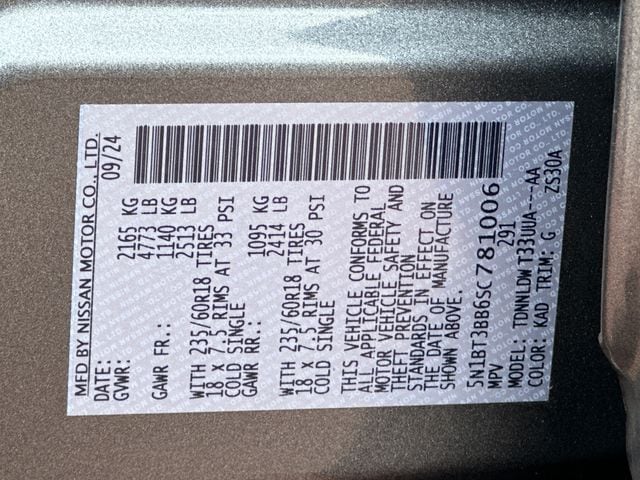 MFD BY NISSAN MOTOR CO., LTD.
DATE: 09/24
GVWR: 2165 KG
4773 LB
GAWR FR.: 1140 KG
2513 LB
WITH 235/60R18 TIRES
18 X 7.5 RIMS AT 33 PSI
COLD SINGLE
GAWR RR.: 1095 KG
2414 LB
WITH 235/60R18 TIRES
18 X 7.5 RIMS AT 30 PSI
COLD SINGLE
THIS VEHICLE CONFORMS TO
ALL APPLICABLE FEDERAL
MOTOR VEHICLE SAFETY AND
THEFT PREVENTION
STANDARDS IN EFFECT ON
THE DATE OF MANUFACTURE
SHOWN ABOVE.
5N1BT3BB6SC781006
MPV 291
MODEL: TDNNLDWT33UUA----AA
COLOR: KAD TRIM: G ZS30A